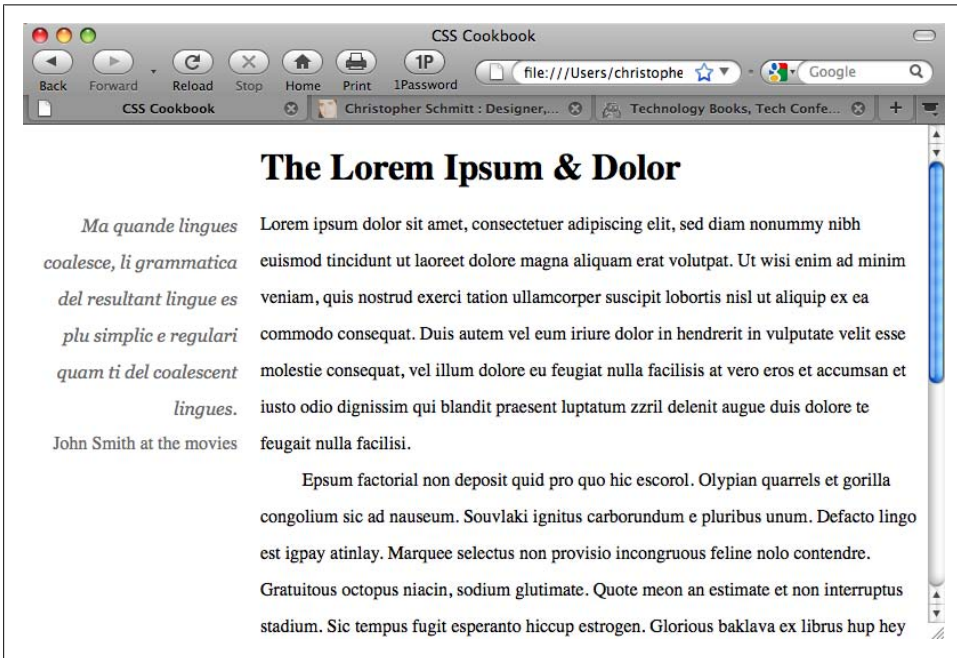 CSS Cookbook
1P
Back
Forward
Reload
Stop
Home
Print
1Password
file:///Users/christophe
Google
CSS Cookbook
Christopher Schmitt : Designer,...
Technology Books, Tech Confe...
The Lorem Ipsum & Dolor
Ma quande lingues
coalesce, li grammatica
del resultant lingue es
plu simplic e regulari
quam ti del coalescent
lingues.
John Smith at the movies
Lorem ipsum dolor sit amet, consectetuer adipiscing elit, sed diam nonummy nibh
euismod tincidunt ut laoreet dolore magna aliquam erat volutpat. Ut wisi enim ad minim
veniam, quis nostrud exerci tation ullamcorper suscipit lobortis nisl ut aliquip ex ea
commodo consequat. Duis autem vel eum iriure dolor in hendrerit in vulputate velit esse
molestie consequat, vel illum dolore eu feugiat nulla facilisis at vero eros et accumsan et
iusto odio dignissim qui blandit praesent luptatum zzril delenit augue duis dolore te
feugait nulla facilisi.
Epsum factorial non deposit quid pro quo hic escorol. Olypian quarrels et gorilla
congolium sic ad nauseum. Souvlaki ignitus carborundum e pluribus unum. Defacto lingo
est igpay atinlay. Marquee selectus non provisio incongruous feline nolo contendre.
Gratuitous octopus niacin, sodium glutimate. Quote meon an estimate et non interruptus
stadium. Sic tempus fugit esperanto hiccup estrogen. Glorious baklava ex librus hup hey